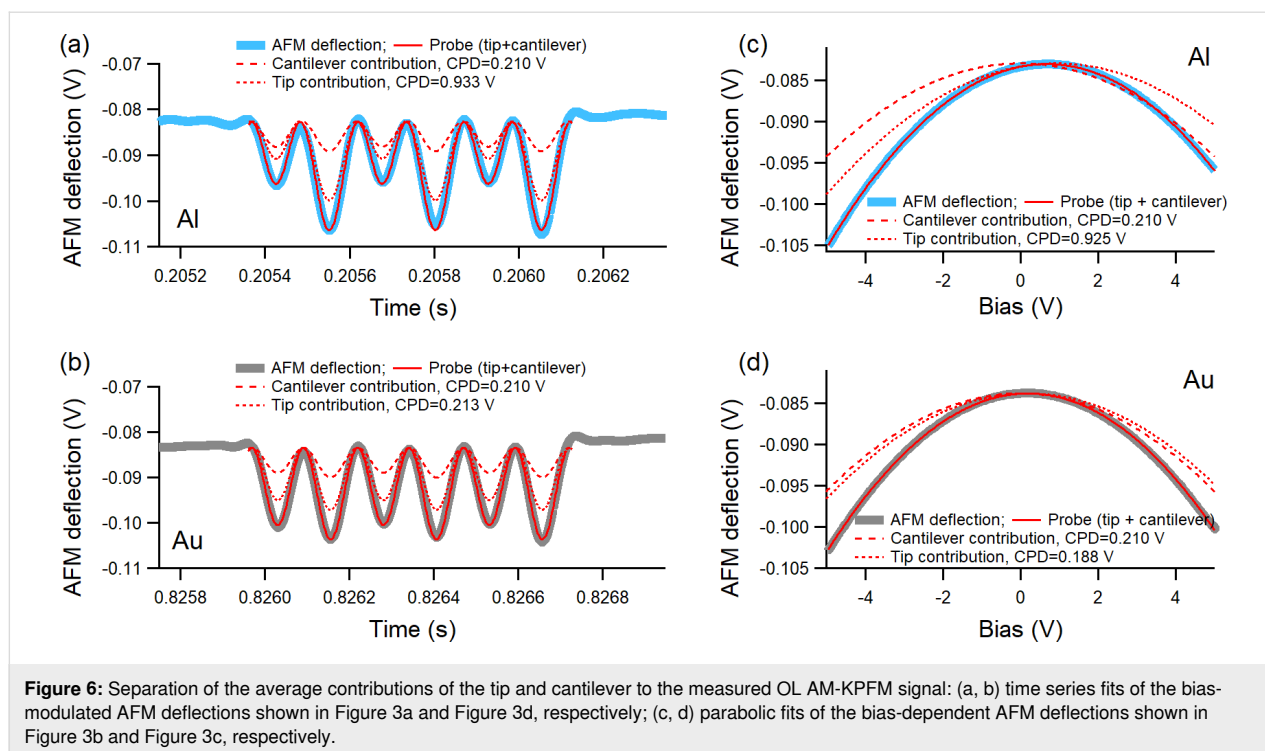 (a)
AFM deflection; Probe (tip+cantilever)
Cantilever contribution, CPD=0.210 V
Tip contribution, CPD=0.933 V
AFM deflection (V)
-0.07
-0.08
-0.09
-0.10
-0.11
Al
0.2052 0.2054 0.2056 0.2058 0.2060 0.2062
Time (s)
(c)
Al
AFM deflection (V)
-0.085
-0.090
-0.095
-0.100
-0.105
AFM deflection; Probe (tip + cantilever)
Cantilever contribution, CPD=0.210 V
Tip contribution, CPD=0.925 V
-4 -2 0 2 4
Bias (V)
(b)
AFM deflection; Probe (tip+cantilever)
Cantilever contribution, CPD=0.210 V
Tip contribution, CPD=0.213 V
AFM deflection (V)
-0.07
-0.08
-0.09
-0.10
-0.11
Au
0.8258 0.8260 0.8262 0.8264 0.8266 0.8268
Time (s)
(d)
Au
AFM deflection (V)
-0.085
-0.090
-0.095
-0.100
-0.105
AFM deflection; Probe (tip + cantilever)
Cantilever contribution, CPD=0.210 V
Tip contribution, CPD=0.188 V
-4 -2 0 2 4
Bias (V)
Figure 6: Separation of the average contributions of the tip and cantilever to the measured OL AM-KPFM signal: (a, b) time series fits of the bias-
modulated AFM deflections shown in Figure 3a and Figure 3d, respectively; (c, d) parabolic fits of the bias-dependent AFM deflections shown in
Figure 3b and Figure 3c, respectively.